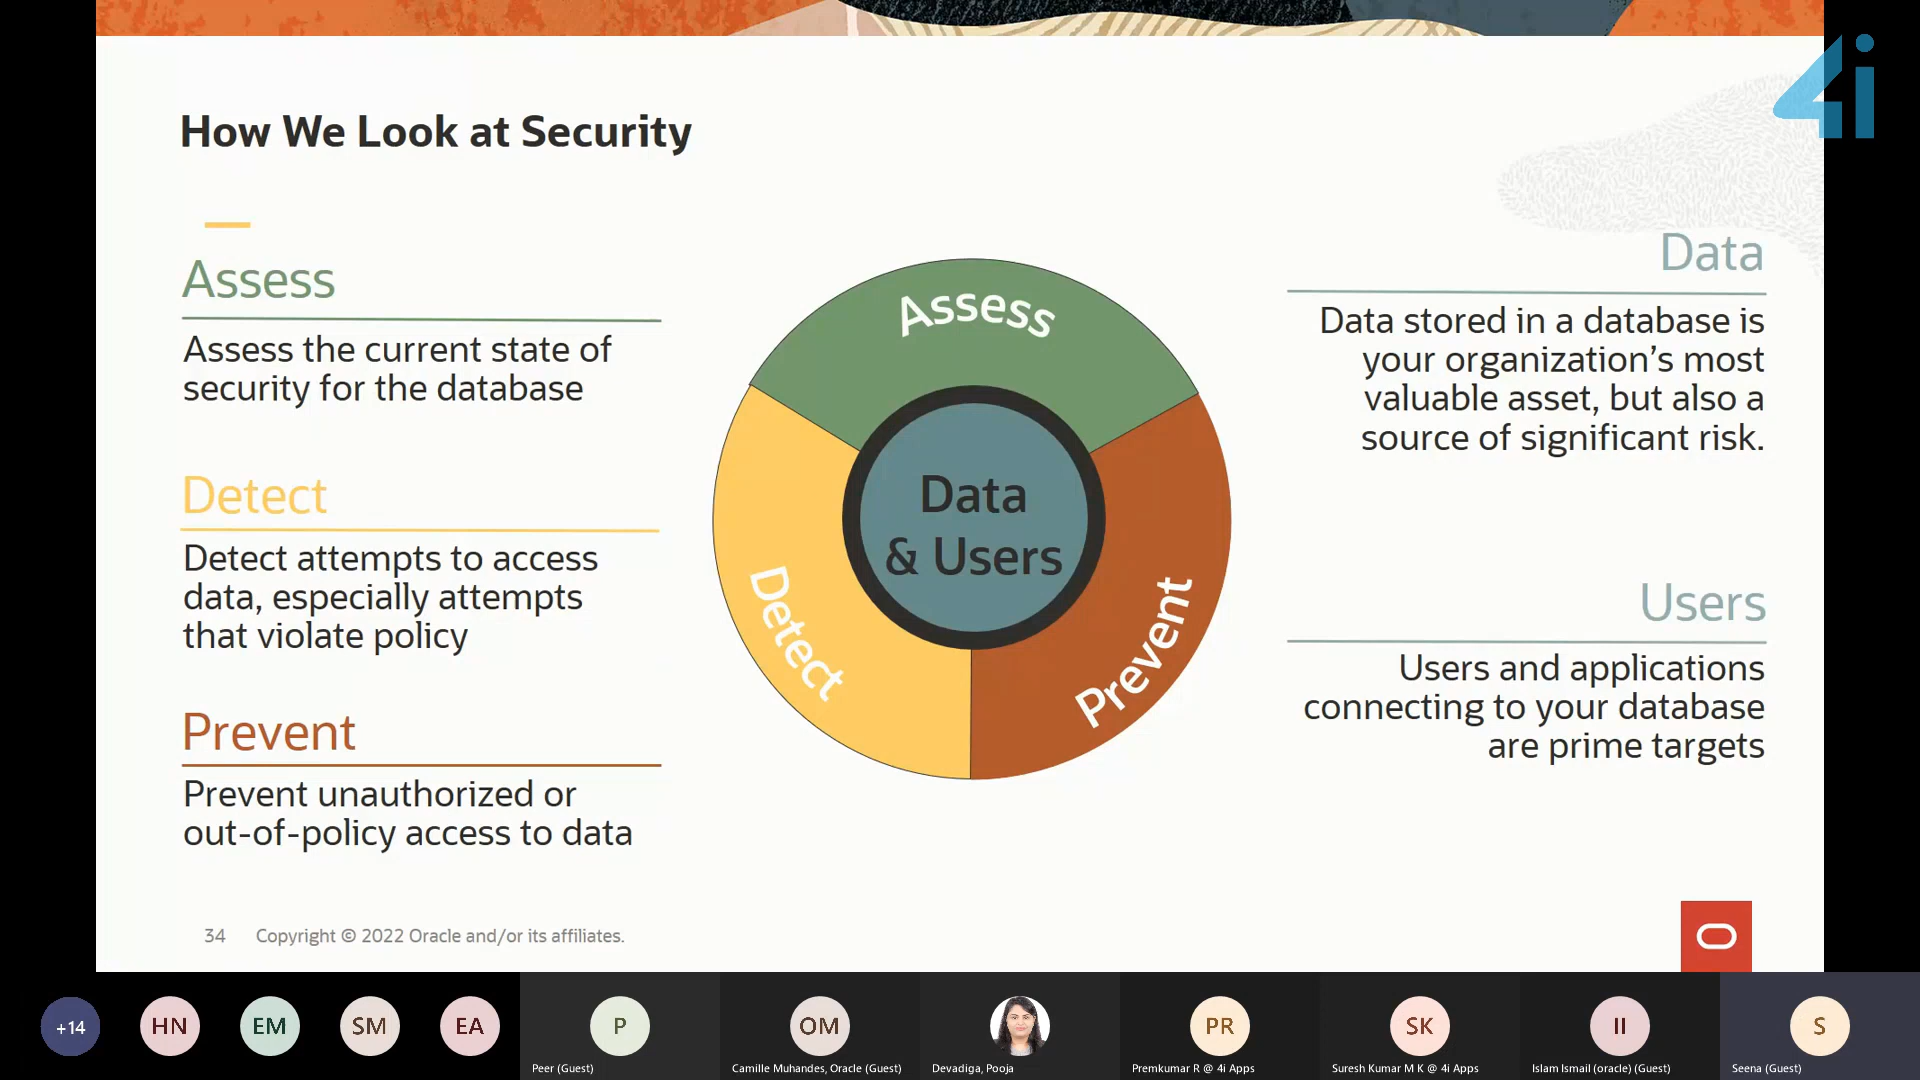 4i
How We Look at Security
Assess
Assess the current state of
security for the database
Detect
Detect attempts to access
data, especially attempts
that violate policy
Prevent
Prevent unauthorized or
out-of-policy access to data
Assess
Detect
Prevent
Data
& Users
Data
Data stored in a database is
your organization’s most
valuable asset, but also a
source of significant risk.
Users
Users and applications
connecting to your database
are prime targets
34 Copyright © 2022 Oracle and/or its affiliates.
+14
HN
EM
SM
EA
P
Peer (Guest)
OM
Camille Muhandes, Oracle (Guest)
Devadiga, Pooja
PR
Premkumar R @ 4i Apps
SK
Suresh Kumar M K @ 4i Apps
II
Islam Ismail (oracle) (Guest)
S
Seena (Guest)